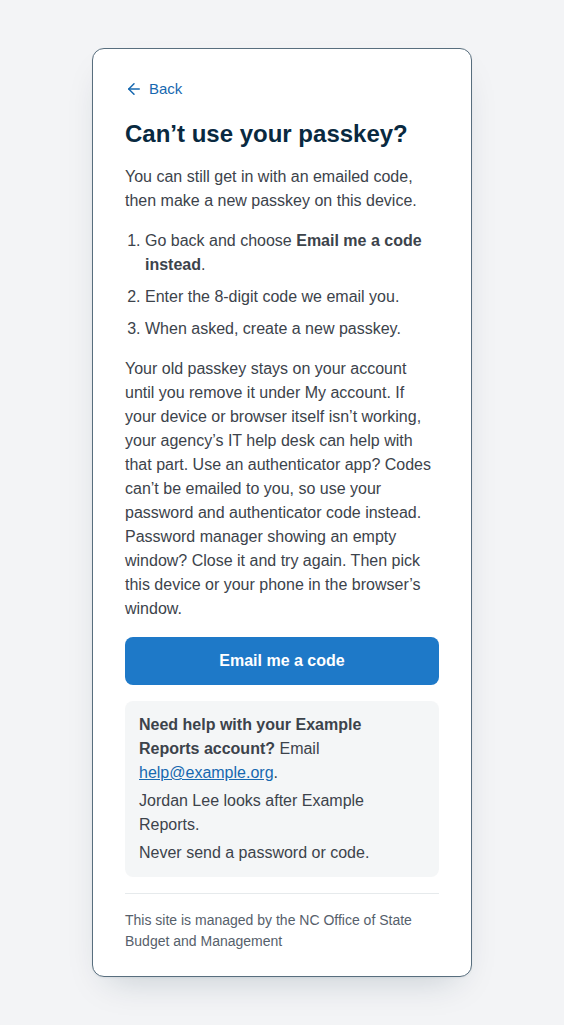 Back
Can’t use your passkey?
You can still get in with an emailed code,
then make a new passkey on this device.
1. Go back and choose Email me a code
instead.
2. Enter the 8-digit code we email you.
3. When asked, create a new passkey.
Your old passkey stays on your account
until you remove it under My account. If
your device or browser itself isn’t working,
your agency’s IT help desk can help with
that part. Use an authenticator app? Codes
can’t be emailed to you, so use your
password and authenticator code instead.
Password manager showing an empty
window? Close it and try again. Then pick
this device or your phone in the browser’s
window.
Email me a code
Need help with your Example
Reports account? Email
help@example.org.
Jordan Lee looks after Example
Reports.
Never send a password or code.
This site is managed by the NC Office of State
Budget and Management